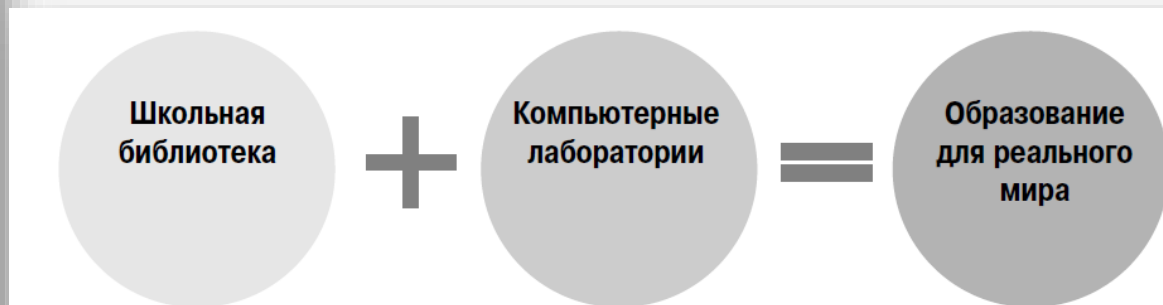 Школьная
библиотека
+
Компьютерные
лаборатории
=
Образование
для реального
мира